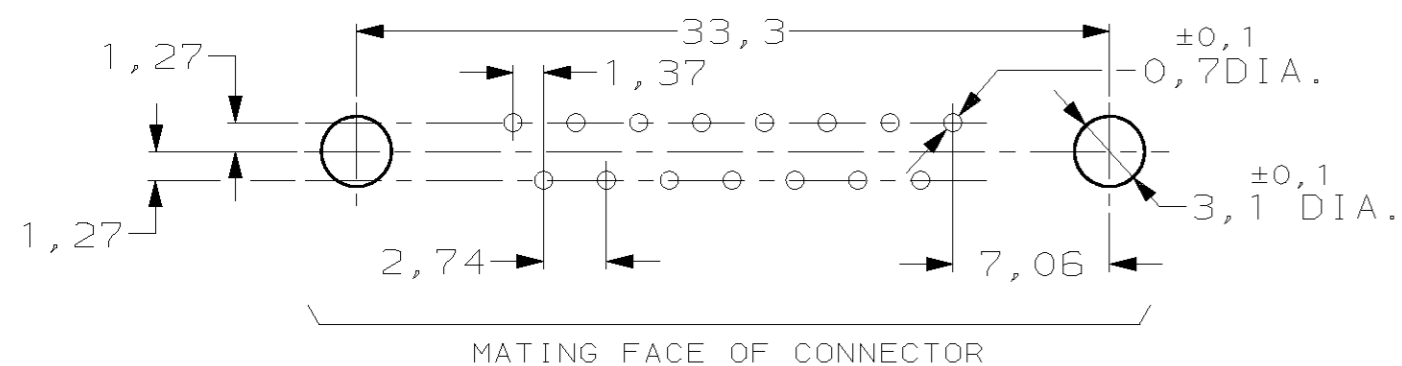 33,3
±0,1
1,27
1,37
0,7DIA.
±0,1
3,1 DIA.
1,27
2,74
7,06
MATING FACE OF CONNECTOR